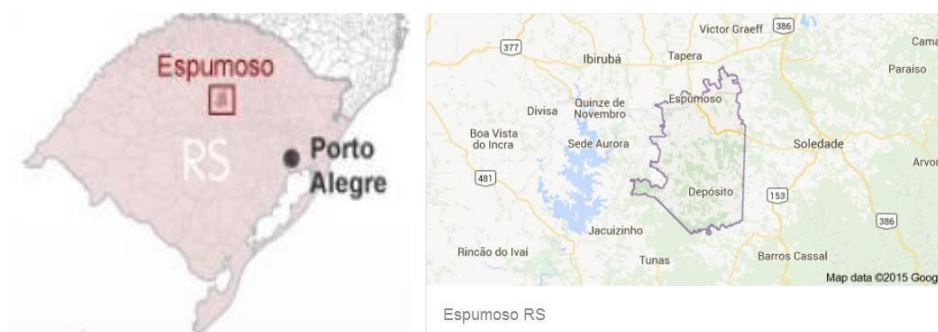 Espumoso
RS
Porto
Alegre
Victor Graeff
386
Cama
377
Ibirubá
Tapera
Paraíso
Quinze de
Novembro
Espumoso
Divisa
Boa Vista
do Incra
Sede Aurora
Soledade
Arvor
481
Depósito
153
386
Jacuizinho
Rincão do Ivaí
Tunas
Barros Cassal
Map data ©2015 Goog
Espumoso RS